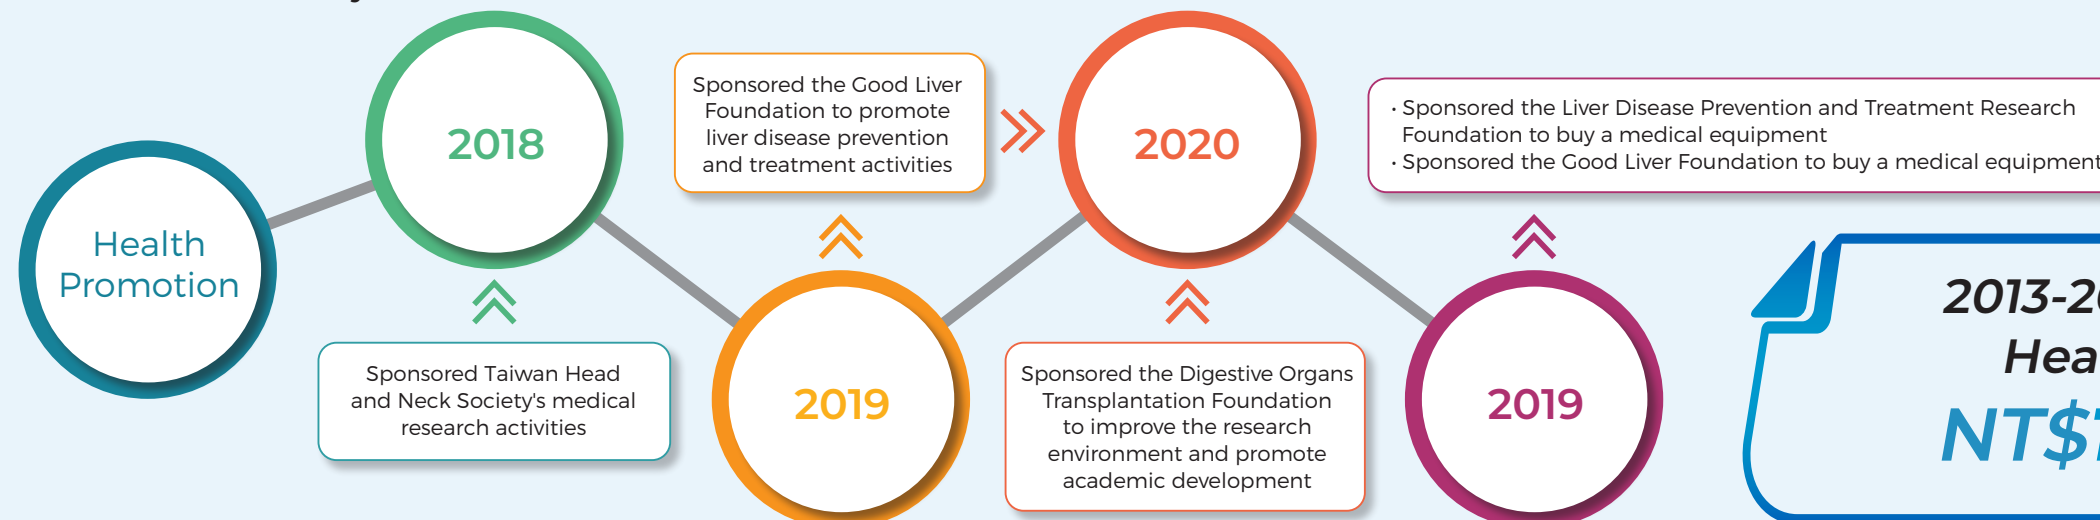 Health
Promotion
2018
Sponsored Taiwan Head
and Neck Society's medical
research activities
Sponsored the Good Liver
Foundation to promote
liver disease prevention
and treatment activities
2019
2020
Sponsored the Digestive Organs
Transplantation Foundation
to improve the research
environment and promote
academic development
· Sponsored the Liver Disease Prevention and Treatment Research
Foundation to buy a medical equipment
· Sponsored the Good Liver Foundation to buy a medical equipment
2019
2013-20
Hea
NT$